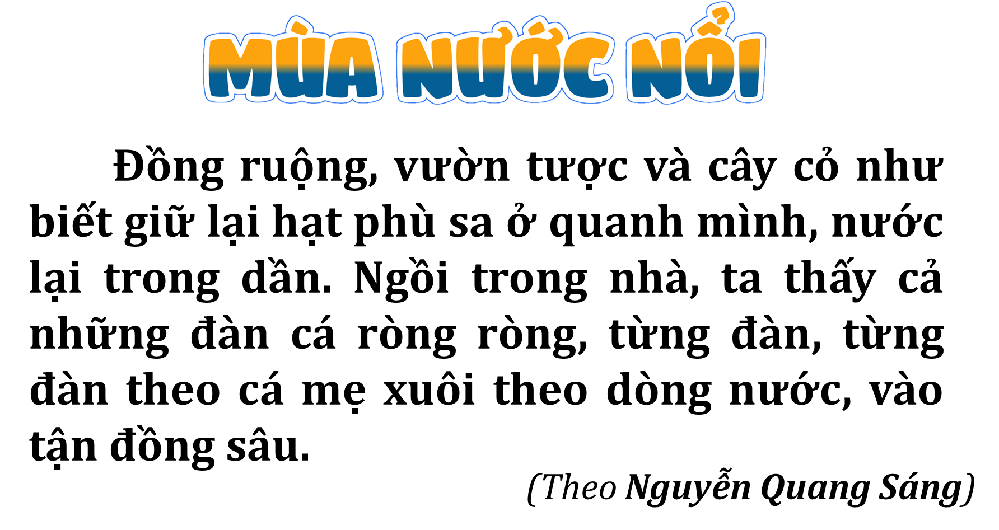 MÙA NƯỚC NỔI
Đồng ruộng, vườn tược và cây cỏ như
biết giữ lại hạt phù sa ở quanh mình, nước
lại trong dần. Ngồi trong nhà, ta thấy cả
những đàn cá ròng ròng, từng đàn, từng
đàn theo cá mẹ xuôi theo dòng nước, vào
tận đồng sâu.
(Theo Nguyễn Quang Sáng)